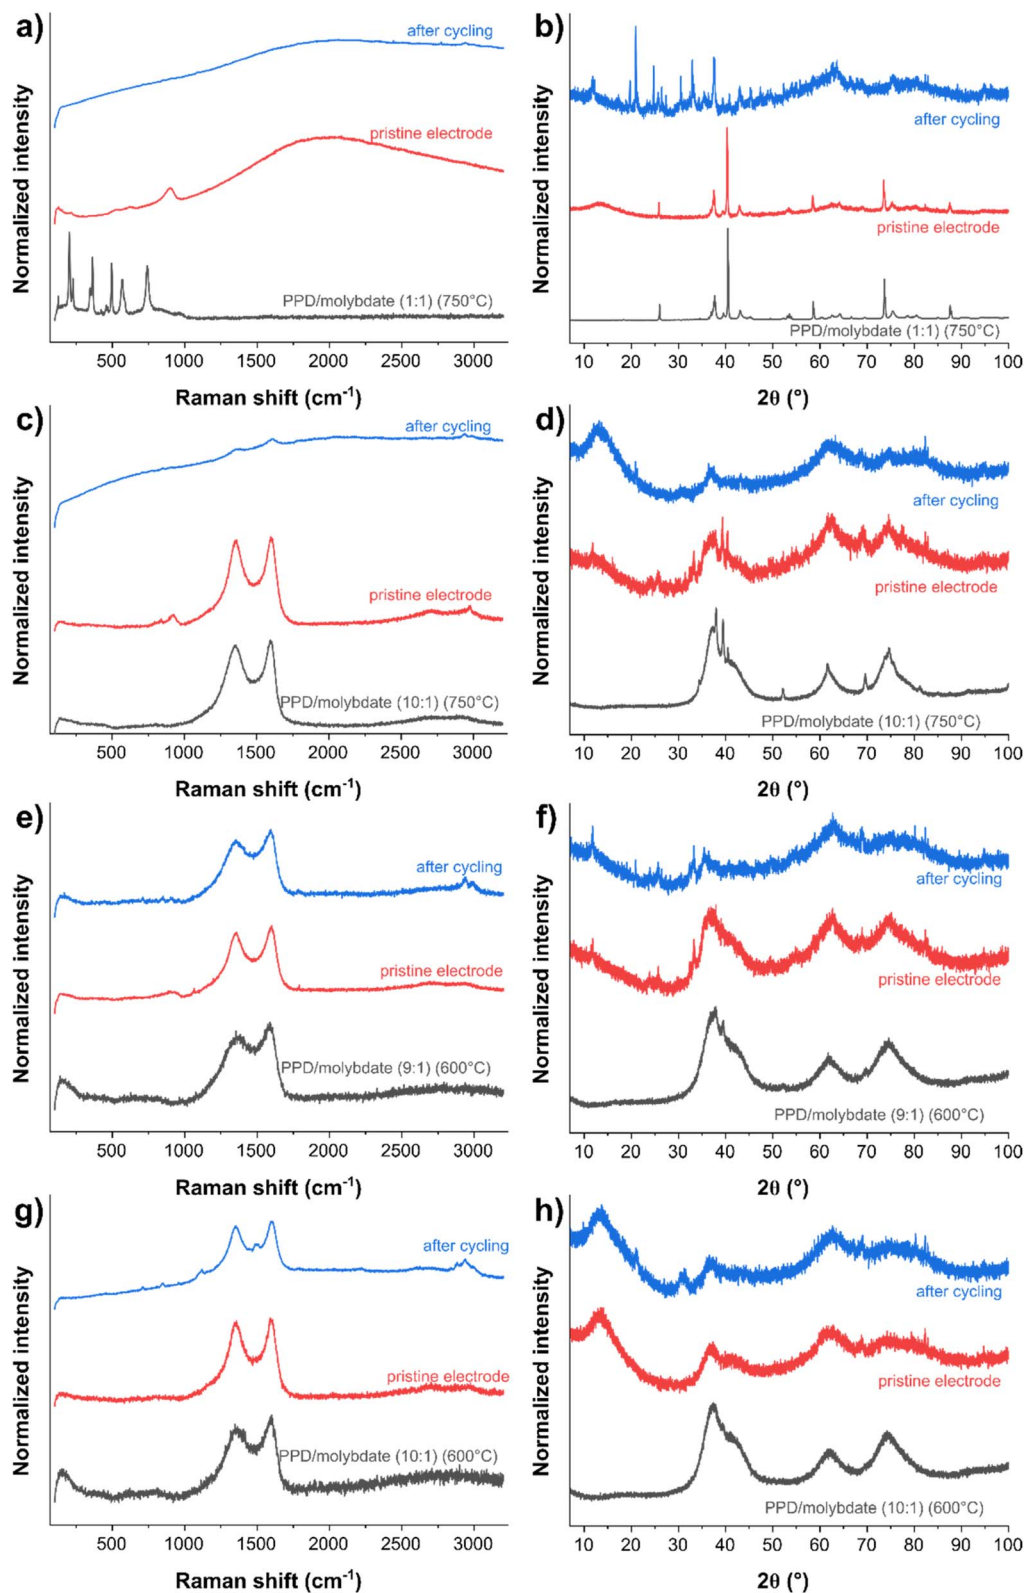 a)
Normalized intensity
after cycling
pristine electrode
PPD/molybdate (1:1) (750°C)
500 1000 1500 2000 2500 3000
Raman shift (cm⁻¹)
b)
Normalized intensity
after cycling
pristine electrode
PPD/molybdate (1:1) (750°C)
10 20 30 40 50 60 70 80 90 100
2θ (°)
c)
Normalized intensity
after cycling
pristine electrode
PPD/molybdate (10:1) (750°C)
500 1000 1500 2000 2500 3000
Raman shift (cm⁻¹)
d)
Normalized intensity
after cycling
pristine electrode
PPD/molybdate (10:1) (750°C)
10 20 30 40 50 60 70 80 90 100
2θ (°)
e)
Normalized intensity
after cycling
pristine electrode
PPD/molybdate (9:1) (600°C)
500 1000 1500 2000 2500 3000
Raman shift (cm⁻¹)
f)
Normalized intensity
after cycling
pristine electrode
PPD/molybdate (9:1) (600°C)
10 20 30 40 50 60 70 80 90 100
2θ (°)
g)
Normalized intensity
after cycling
pristine electrode
PPD/molybdate (10:1) (600°C)
500 1000 1500 2000 2500 3000
Raman shift (cm⁻¹)
h)
Normalized intensity
after cycling
pristine electrode
PPD/molybdate (10:1) (600°C)
10 20 30 40 50 60 70 80 90 100
2θ (°)